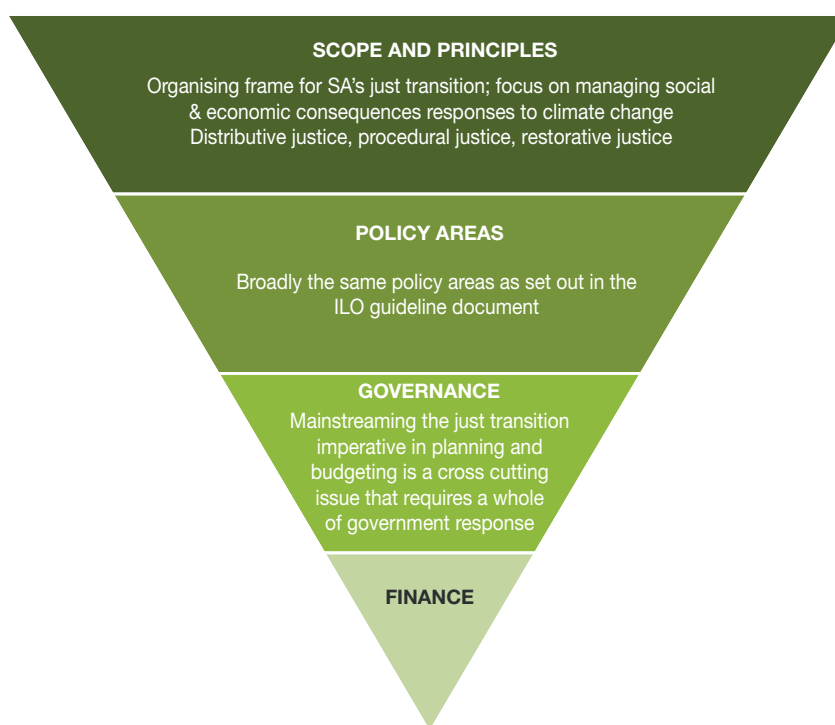 SCOPE AND PRINCIPLES
Organising frame for SA's just transition; focus on managing social
& economic consequences responses to climate change
Distributive justice, procedural justice, restorative justice
POLICY AREAS
Broadly the same policy areas as set out in the
ILO guideline document
GOVERNANCE
Mainstreaming the just transition
imperative in planning and
budgeting is a cross cutting
issue that requires a whole
of government response
FINANCE